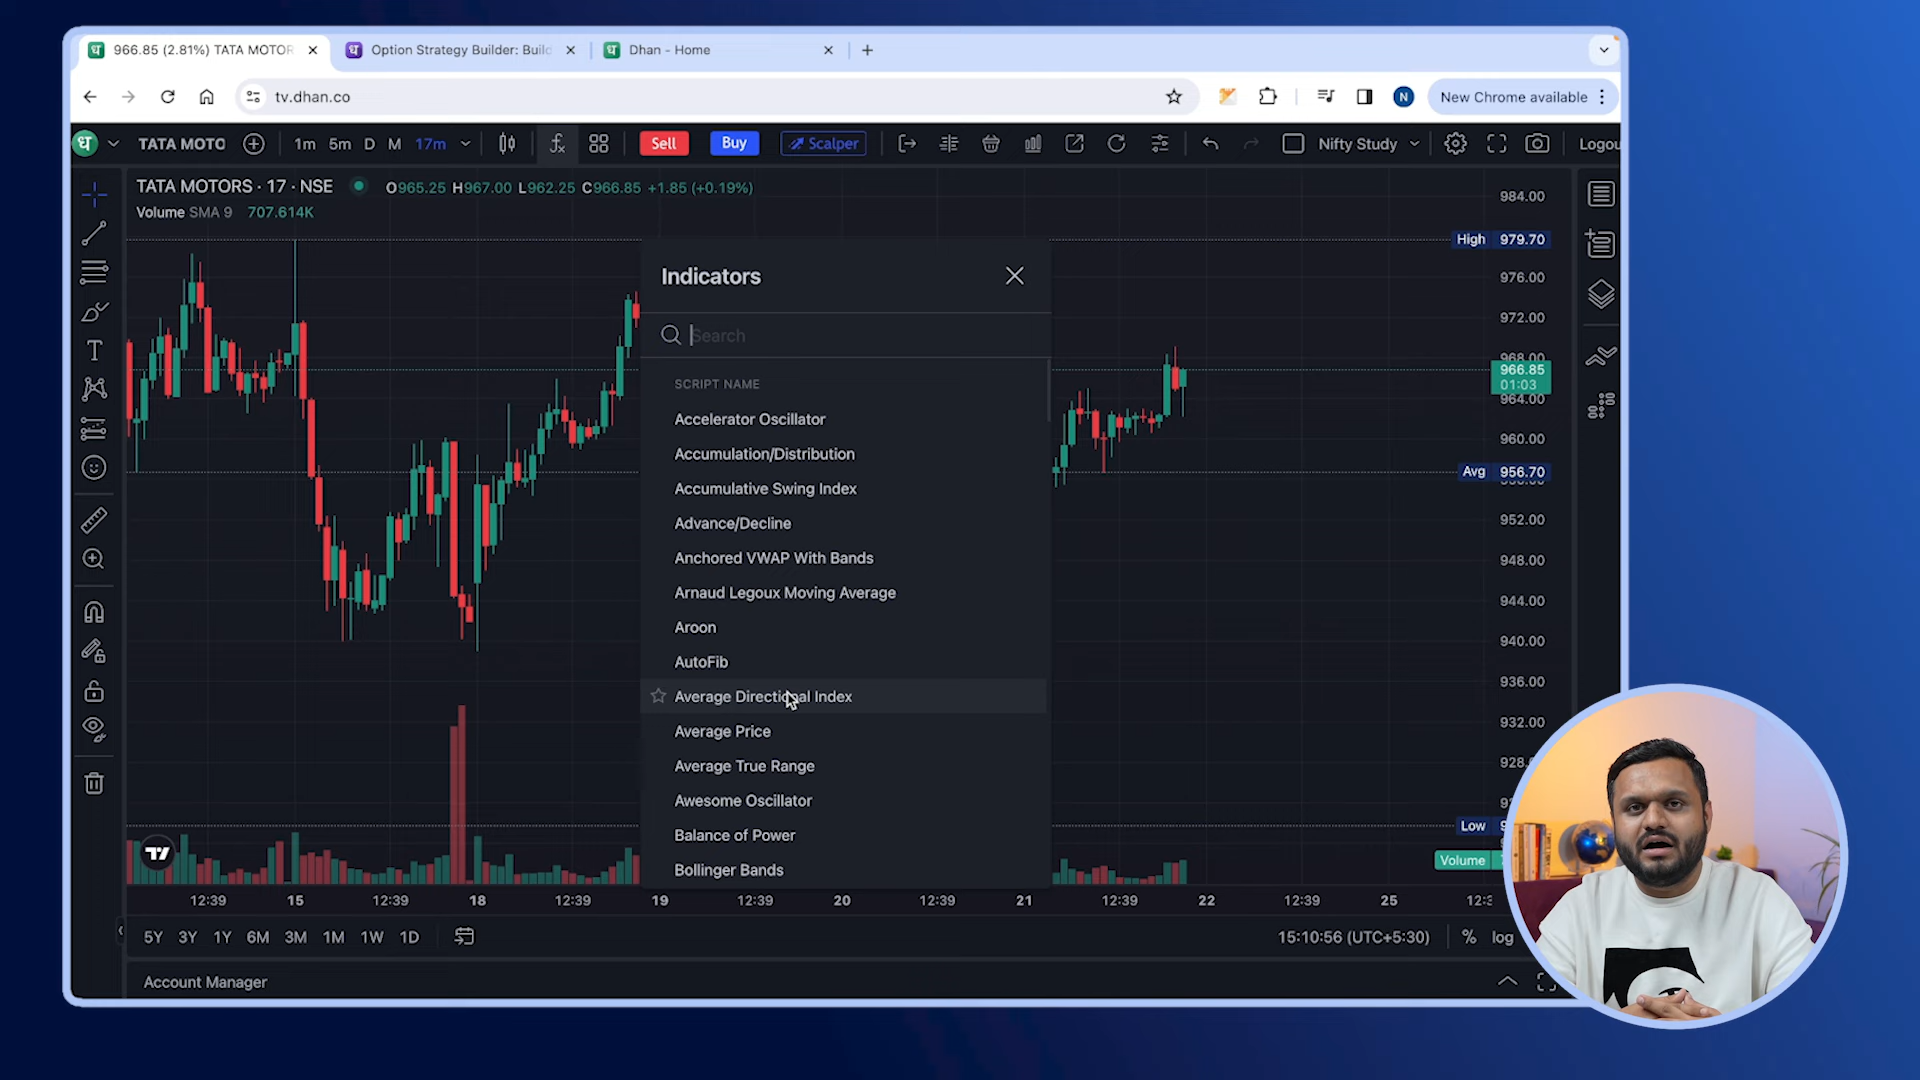 966.85 (2.81%) TATA MOTOR
Option Strategy Builder: Build
Dhan - Home
tv.dhan.co
N
New Chrome available
ध
TATA MOTO
1m 5m D M 17m
Sell
Buy
Scalper
Nifty Study
Logou
TATA MOTORS · 17 · NSE
O965.25 H967.00 L962.25 C966.85 +1.85 (+0.19%)
Volume SMA 9 707.614K
Indicators
Search
SCRIPT NAME
Accelerator Oscillator
Accumulation/Distribution
Accumulative Swing Index
Advance/Decline
Anchored VWAP With Bands
Arnaud Legoux Moving Average
Aroon
AutoFib
Average Directional Index
Average Price
Average True Range
Awesome Oscillator
Balance of Power
Bollinger Bands
984.00
High 979.70
976.00
972.00
968.00
966.85
01:03
964.00
960.00
Avg 956.70
952.00
948.00
944.00
940.00
936.00
932.00
928.
Low
Volume
12:39 15 12:39 18 12:39 19 12:39 20 12:39 21 12:39 22 12:39 25
5Y 3Y 1Y 6M 3M 1M 1W 1D
15:10:56 (UTC+5:30) % log
Account Manager